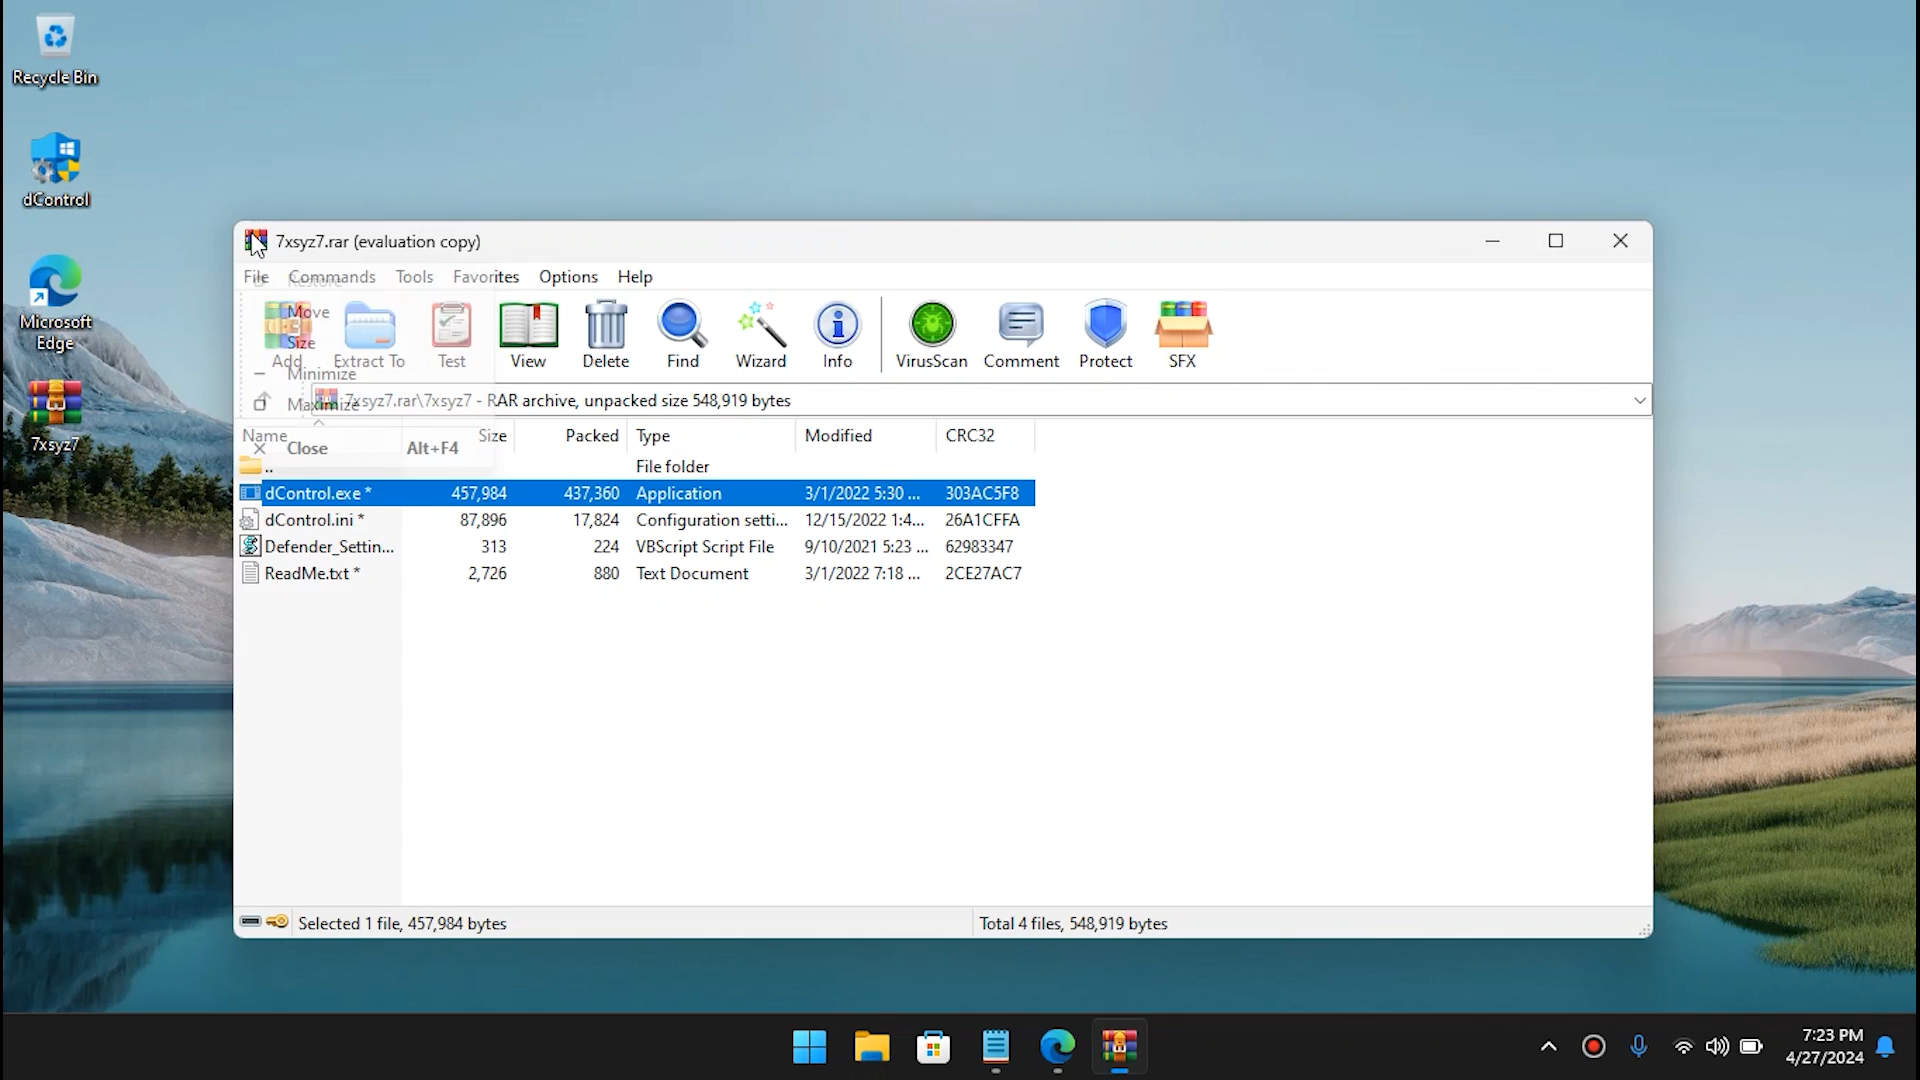 Recycle Bin
dControl
Microsoft
Edge
7xsyz7
7xsyz7.rar (evaluation copy)
File Commands Tools Favorites Options Help
Restore
Move
Size
Minimize
Maximize
Close Alt+F4
Add Extract To Test View Delete Find Wizard Info VirusScan Comment Protect SFX
7xsyz7.rar\7xsyz7 - RAR archive, unpacked size 548,919 bytes
Name Size Packed Type Modified CRC32
.. File folder
dControl.exe * 457,984 437,360 Application 3/1/2022 5:30 ... 303AC5F8
dControl.ini * 87,896 17,824 Configuration setti... 12/15/2022 1:4... 26A1CFFA
Defender_Settin... 313 224 VBScript Script File 9/10/2021 5:23 ... 62983347
ReadMe.txt * 2,726 880 Text Document 3/1/2022 7:18 ... 2CE27AC7
Selected 1 file, 457,984 bytes Total 4 files, 548,919 bytes
7:23 PM
4/27/2024